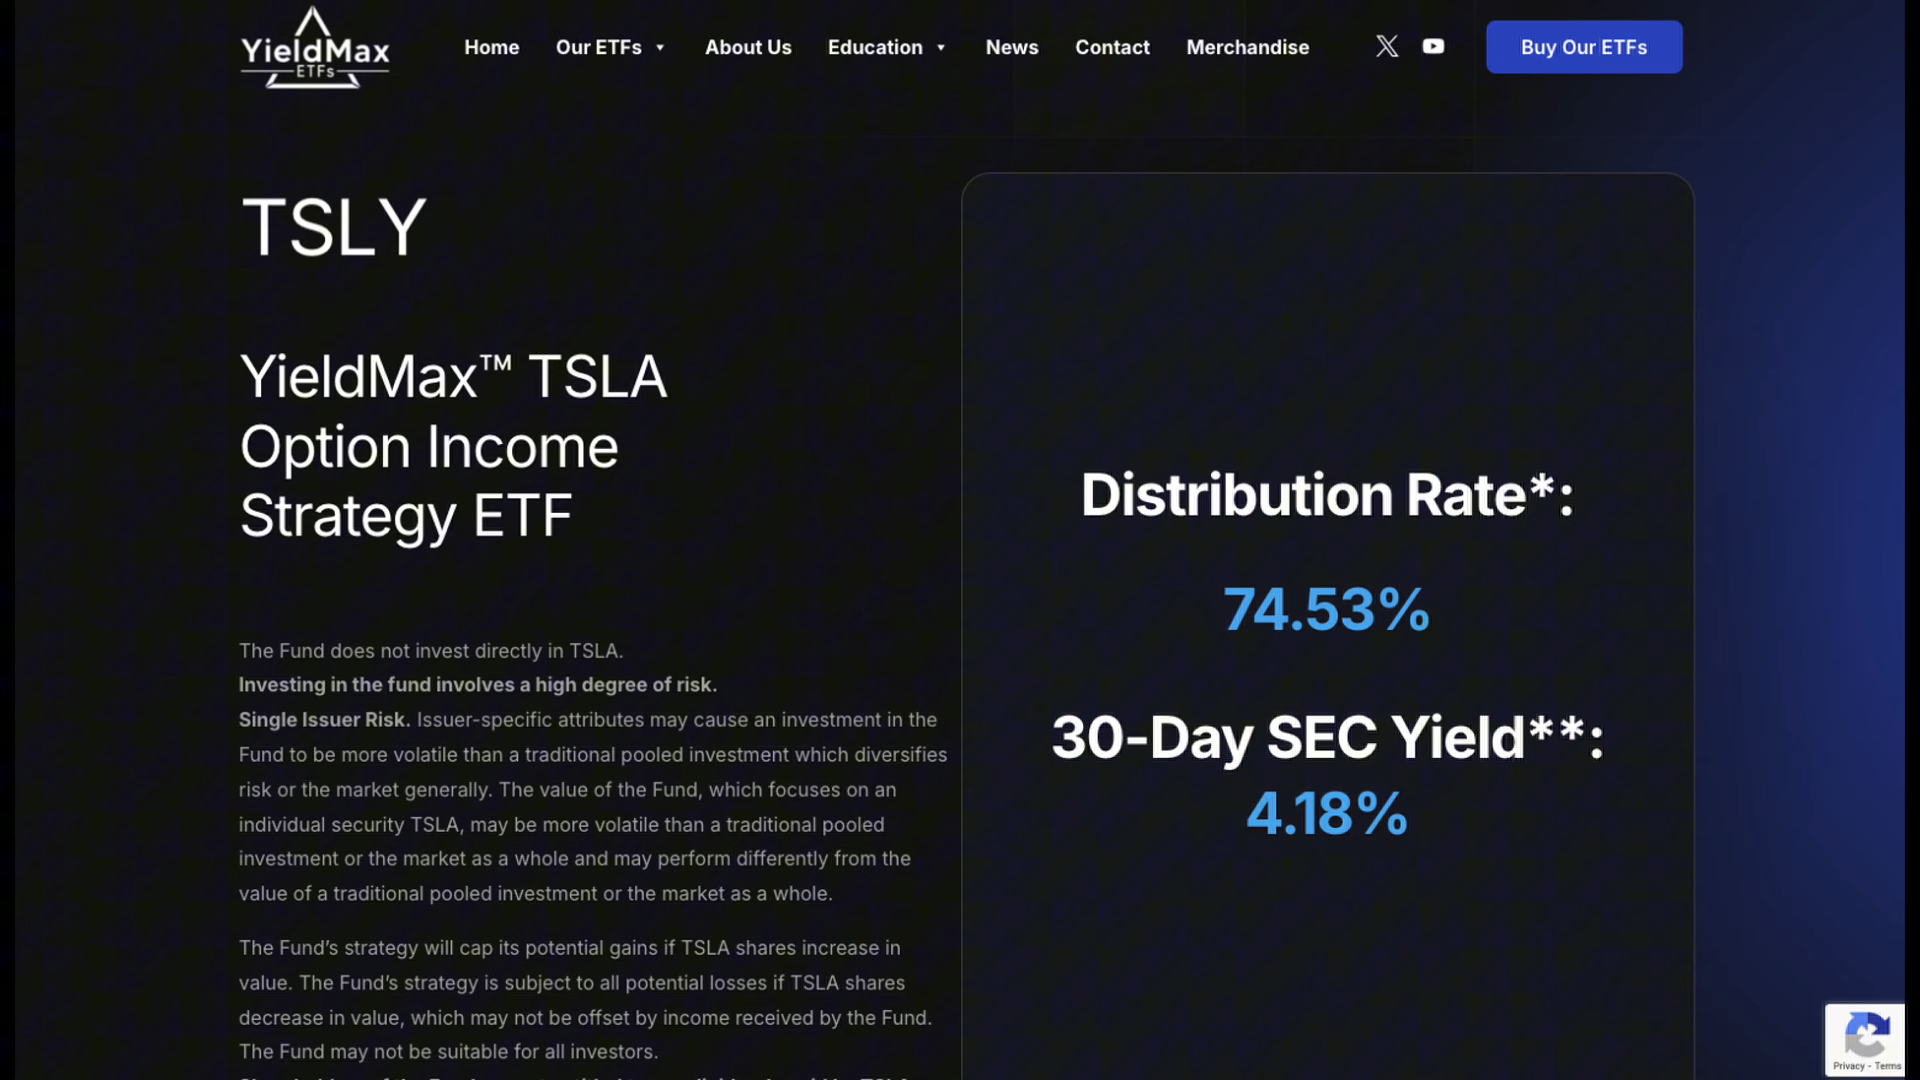 YieldMax
ETFs
Home
Our ETFs
About Us
Education
News
Contact
Merchandise
Buy Our ETFs
TSLY
YieldMax™ TSLA
Option Income
Strategy ETF
The Fund does not invest directly in TSLA.
Investing in the fund involves a high degree of risk.
Single Issuer Risk. Issuer-specific attributes may cause an investment in the
Fund to be more volatile than a traditional pooled investment which diversifies
risk or the market generally. The value of the Fund, which focuses on an
individual security TSLA, may be more volatile than a traditional pooled
investment or the market as a whole and may perform differently from the
value of a traditional pooled investment or the market as a whole.
The Fund’s strategy will cap its potential gains if TSLA shares increase in
value. The Fund’s strategy is subject to all potential losses if TSLA shares
decrease in value, which may not be offset by income received by the Fund.
The Fund may not be suitable for all investors.
Distribution Rate*:
74.53%
30-Day SEC Yield**:
4.18%
Privacy - Terms